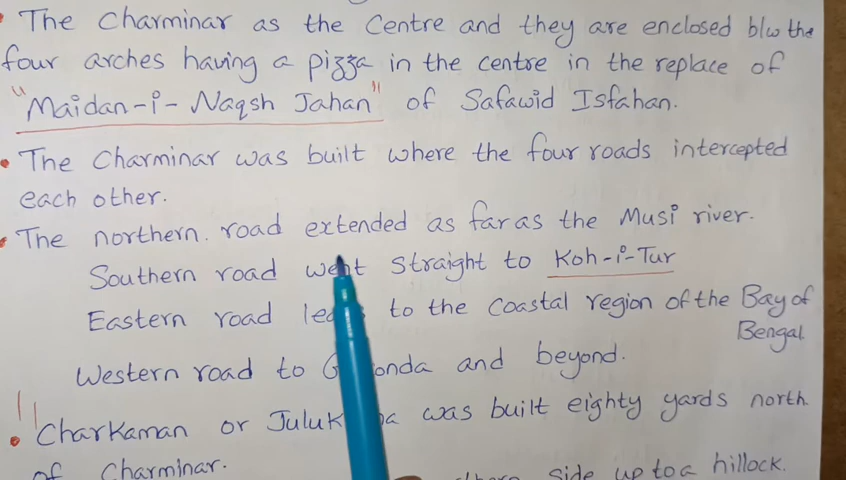 The Charminar as the Centre and they are enclosed b/w the
four arches having a pizza in the centre in the replace of
"Maidan-i- Naqsh Jahan" of Safawid Isfahan.
The Charminar was built where the four roads intercepted
each other.
The northern road extended as far as the Musi river.
Southern road went straight to Koh-i-Tur
Eastern road to the coastal region of the Bay of
Bengal
Western road to and beyond.
Charkaman or was built eighty yards north
of Charminar.
side up to a hillock.